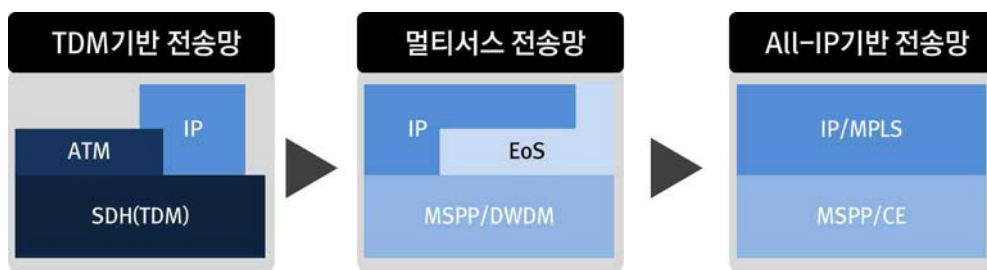 TDM기반 전송망
IP
ATM
SDH(TDM)
멀티서스 전송망
IP
EoS
MSPP/DWDM
All-IP기반 전송망
IP/MPLS
MSPP/CE